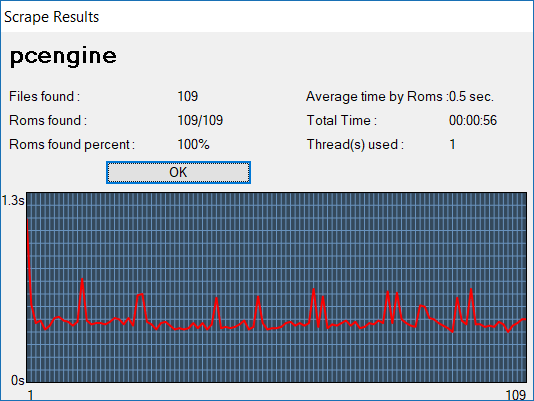 Scrape Results
pcengine
Files found : 109 Average time by Roms :0.5 sec.
Roms found : 109/109 Total Time : 00:00:56
Roms found percent : 100% Thread(s) used : 1
OK
1.3s
0s
1 109